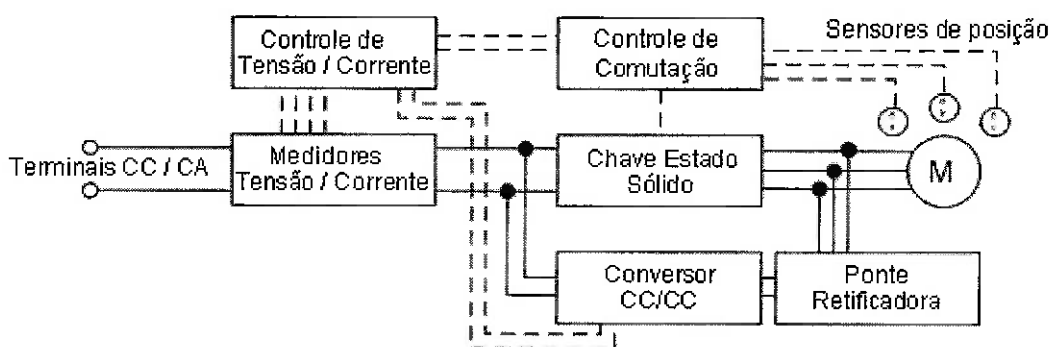 Controle de
Tensão / Corrente
Controle de
Comutação
Sensores de posição
Terminais CC / CA
Medidores
Tensão / Corrente
Chave Estado
Sólido
M
Conversor
CC/CC
Ponte
Retificadora